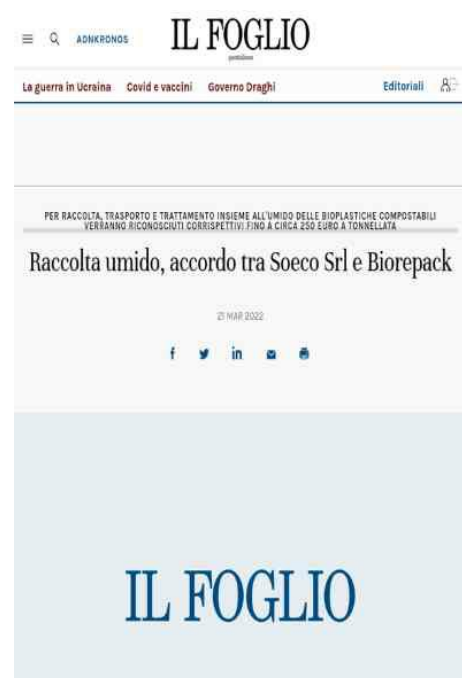 ADNKRONOS
IL FOGLIO
quotidiano
La guerra in Ucraina Covid e vaccini Governo Draghi Editoriali
PER RACCOLTA, TRASPORTO E TRATTAMENTO INSIEME ALL'UMIDO DELLE BIOPLASTICHE COMPOSTABILI
VERRANNO RICONOSCIUTI CORRISPETTIVI FINO A CIRCA 250 EURO A TONNELLATA
Raccolta umido, accordo tra Soeco Srl e Biorepack
21 MAR 2022
IL FOGLIO